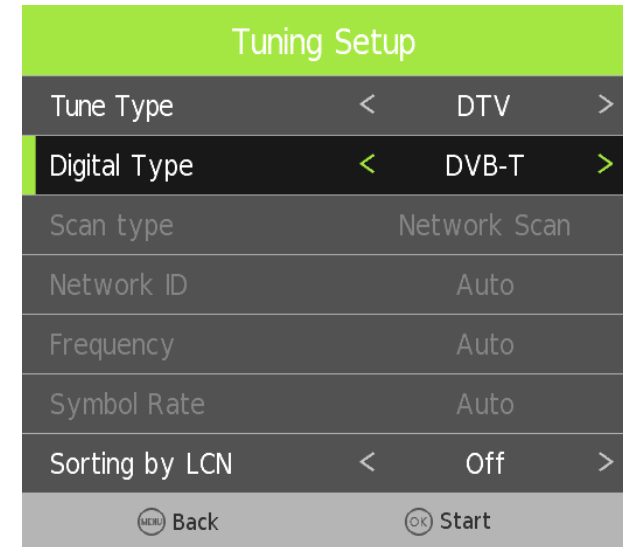 Tuning Setup
Tune Type < DTV >
Digital Type < DVB-T >
Scan type Network Scan
Network ID Auto
Frequency Auto
Symbol Rate Auto
Sorting by LCN < Off >
MENU Back OK Start